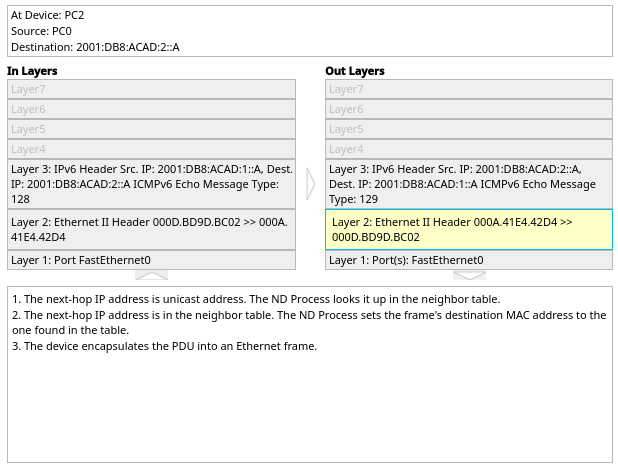 At Device: PC2
Source: PC0
Destination: 2001:DB8:ACAD:2::A
In Layers
Layer7
Layer6
Layer5
Layer4
Layer 3: IPv6 Header Src. IP: 2001:DB8:ACAD:1::A, Dest.
IP: 2001:DB8:ACAD:2::A ICMPv6 Echo Message Type:
128
Layer 2: Ethernet II Header 000D.BD9D.BC02 >> 000A.
41E4.42D4
Layer 1: Port FastEthernet0
Out Layers
Layer7
Layer6
Layer5
Layer4
Layer 3: IPv6 Header Src. IP: 2001:DB8:ACAD:2::A,
Dest. IP: 2001:DB8:ACAD:1::A ICMPv6 Echo Message
Type: 129
Layer 2: Ethernet II Header 000A.41E4.42D4 >>
000D.BD9D.BC02
Layer 1: Port(s): FastEthernet0
1. The next-hop IP address is unicast address. The ND Process looks it up in the neighbor table.
2. The next-hop IP address is in the neighbor table. The ND Process sets the frame's destination MAC address to the
one found in the table.
3. The device encapsulates the PDU into an Ethernet frame.